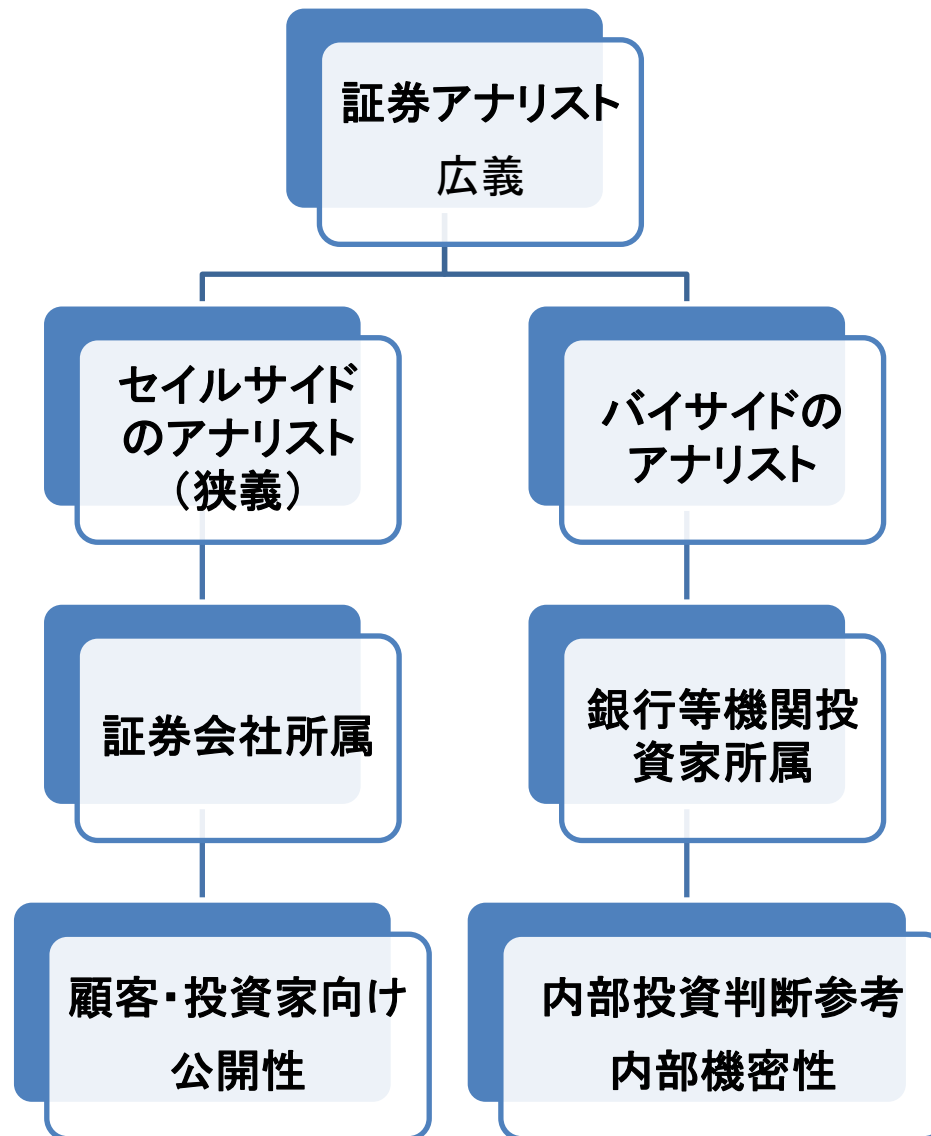 証券アナリスト
広義
セイルサイド
のアナリスト
（狭義）
バイサイドの
アナリスト
証券会社所属
銀行等機関投
資家所属
顧客・投資家向け
公開性
内部投資判断参考
内部機密性